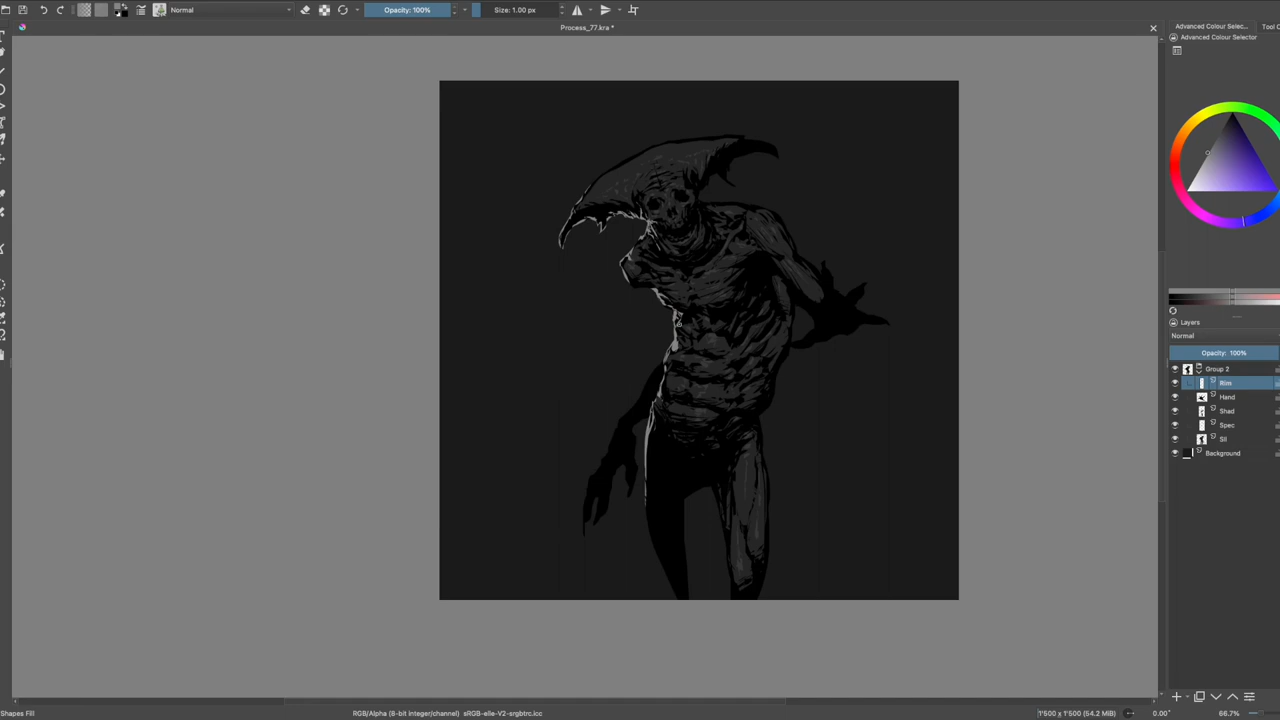 Normal
Opacity: 100%
Size: 1.00 px
Process_77.kra *
Advanced Colour Selec...
Tool O
Advanced Colour Selector
Layers
Normal
Opacity: 100%
Group 2
Rim
Hand
Shad
Spec
Sil
Background
Shapes Fill
RGB/Alpha (8-bit integer/channel) sRGB-elle-V2-srgbtrc.icc
1'500 x 1'500 (54.2 MiB)
0.00°
66.7%